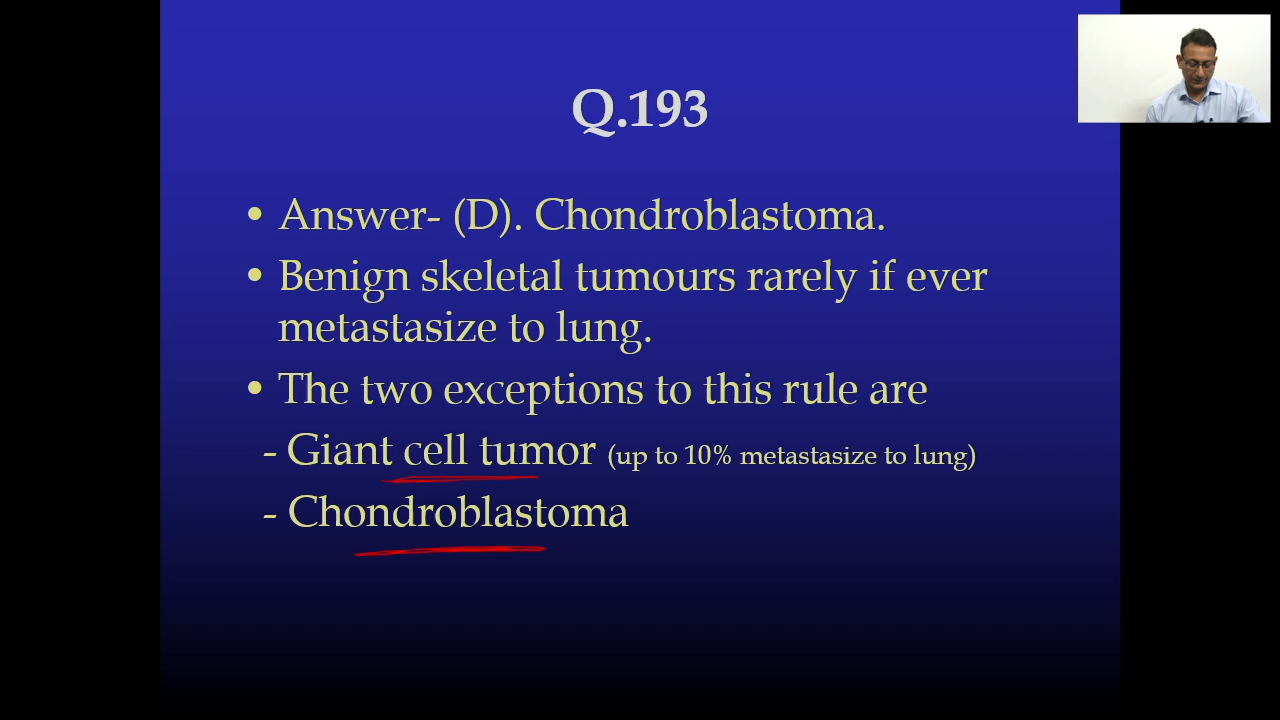 Q.193
• Answer- (D). Chondroblastoma.
• Benign skeletal tumours rarely if ever
metastasize to lung.
• The two exceptions to this rule are
- Giant cell tumor (up to 10% metastasize to lung)
- Chondroblastoma